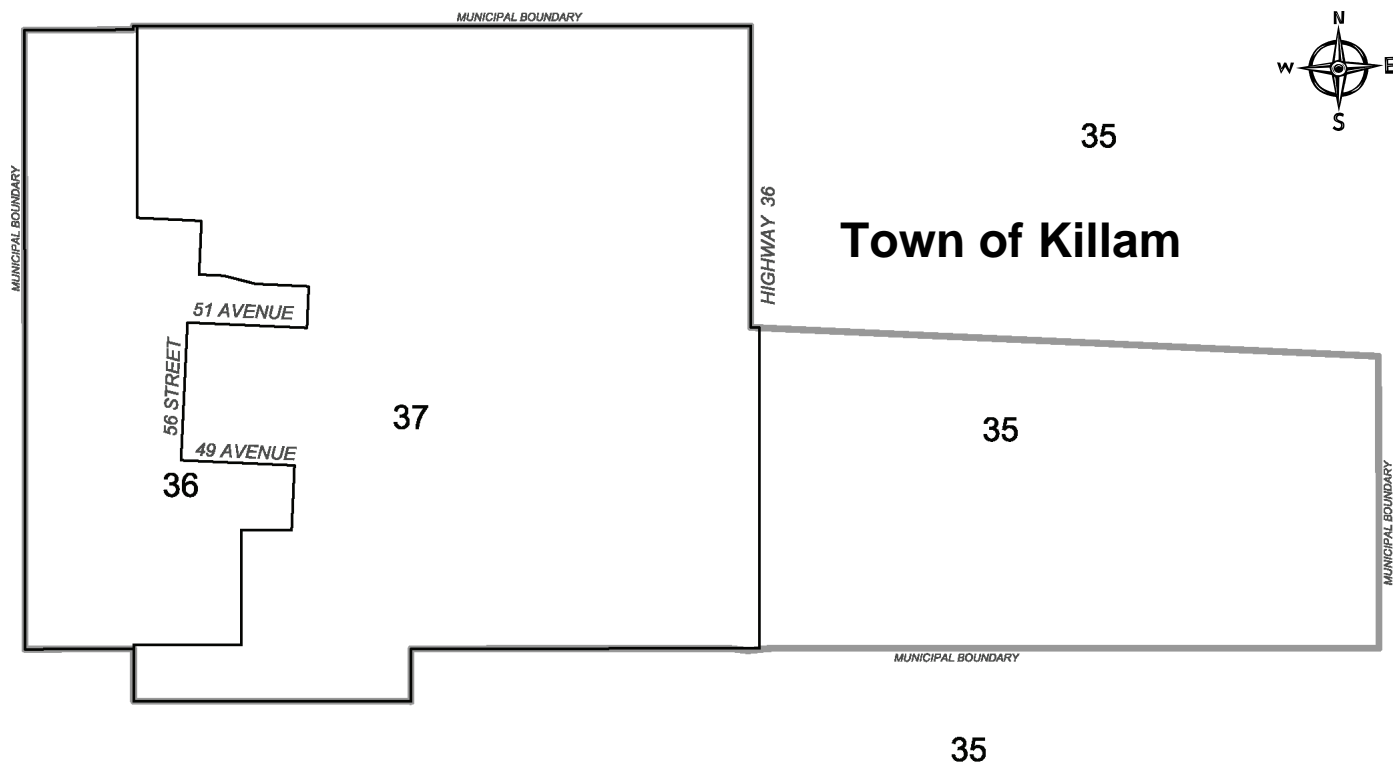 MUNICIPAL BOUNDARY
N
W
E
S
35
MUNICIPAL BOUNDARY
HIGHWAY 36
Town of Killam
51 AVENUE
56 STREET
37
35
49 AVENUE
36
MUNICIPAL BOUNDARY
MUNICIPAL BOUNDARY
35